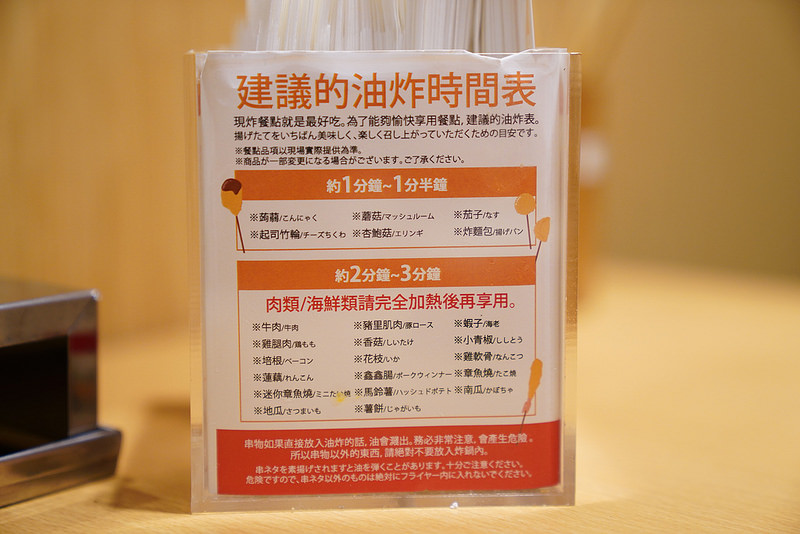 建議的油炸時間表
現炸餐點就是最好吃。為了能夠愉快享用餐點,建議的油炸表。
揚げたてをいちばん美味しく、楽しく召し上がっていただくための目安です。
※餐點品項以現場實際提供為準。
※商品が一部変更になる場合がございます。ご了承ください。
約1分鐘~1分半鐘
※蒟蒻/こんにゃく ※蘑菇/マッシュルーム ※茄子/なす
※起司竹輪/チーズちくわ ※杏鮑菇/エリンギ ※炸麵包/揚げパン
約2分鐘~3分鐘
肉類/海鮮類請完全加熱後再享用。
※牛肉/牛肉 ※豬里肌肉/豚ロース ※蝦子/海老
※雞腿肉/鶏もも ※香菇/しいたけ ※小青椒/ししとう
※培根/ベーコン ※花枝/いか ※雞軟骨/なんこつ
※蓮藕/れんこん ※鑫鑫腸/ポークウィンナー ※章魚燒/たこ焼
※迷你章魚燒/ミニたい焼 ※馬鈴薯/ハッシュドポテト ※南瓜/かぼちゃ
※地瓜/さつまいも ※薯餅/じゃがいも
串物如果直接放入油炸的話,油會濺出。務必非常注意,會產生危險。
所以串物以外的東西,請絕對不要放入炸鍋內。
串ネタを素揚げされますと油を弾くことがあります、十分ご注意ください。
危険ですので、串ネタ以外のものは絶対にフライヤー内に入れないでください。